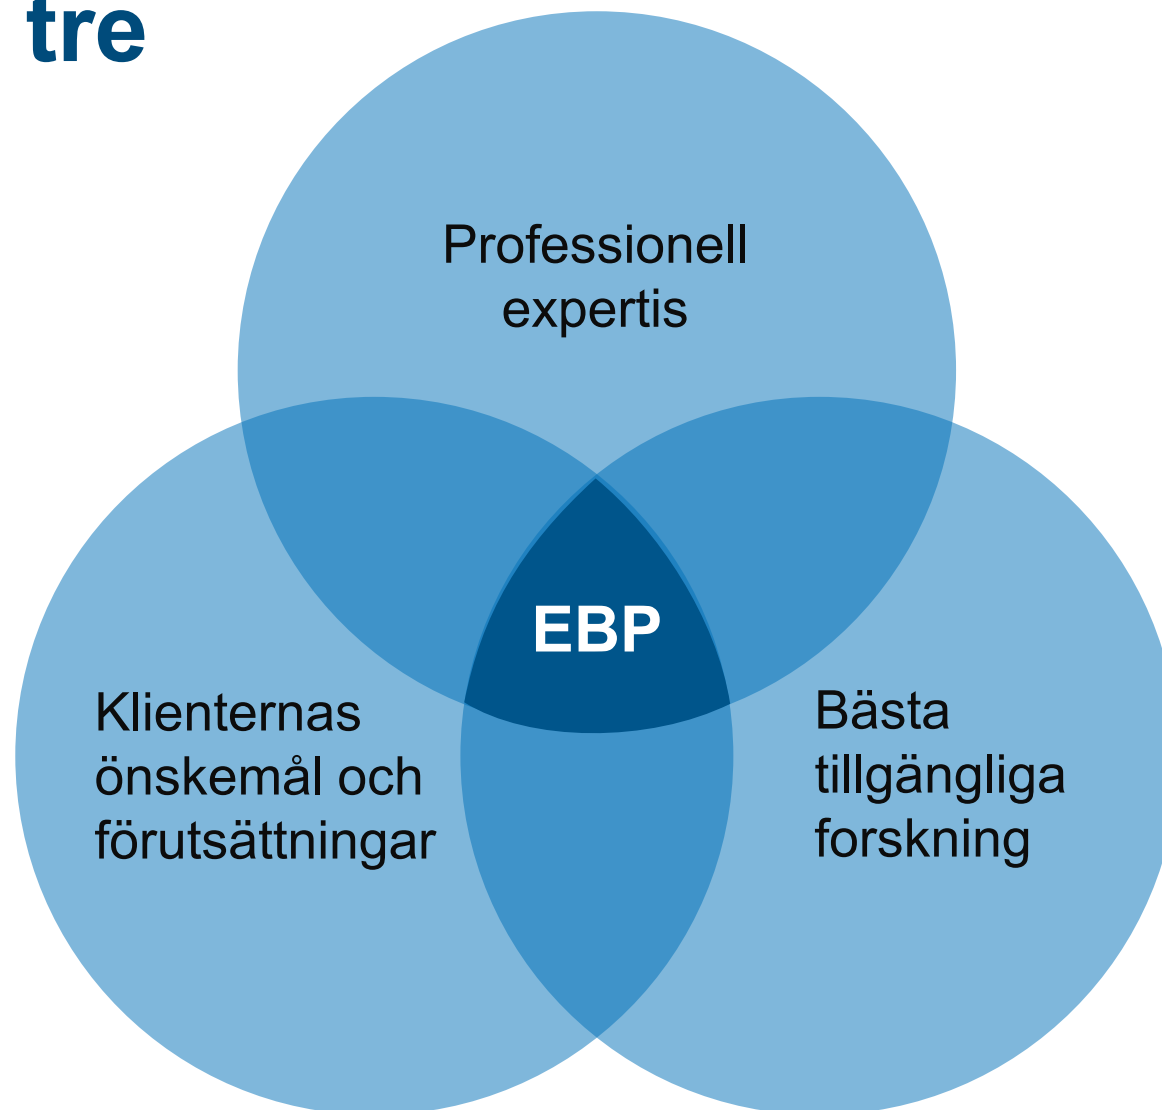 tre
Professionell
expertis
EBP
Klienternas
önskemål och
förutsättningar
Bästa
tillgängliga
forskning